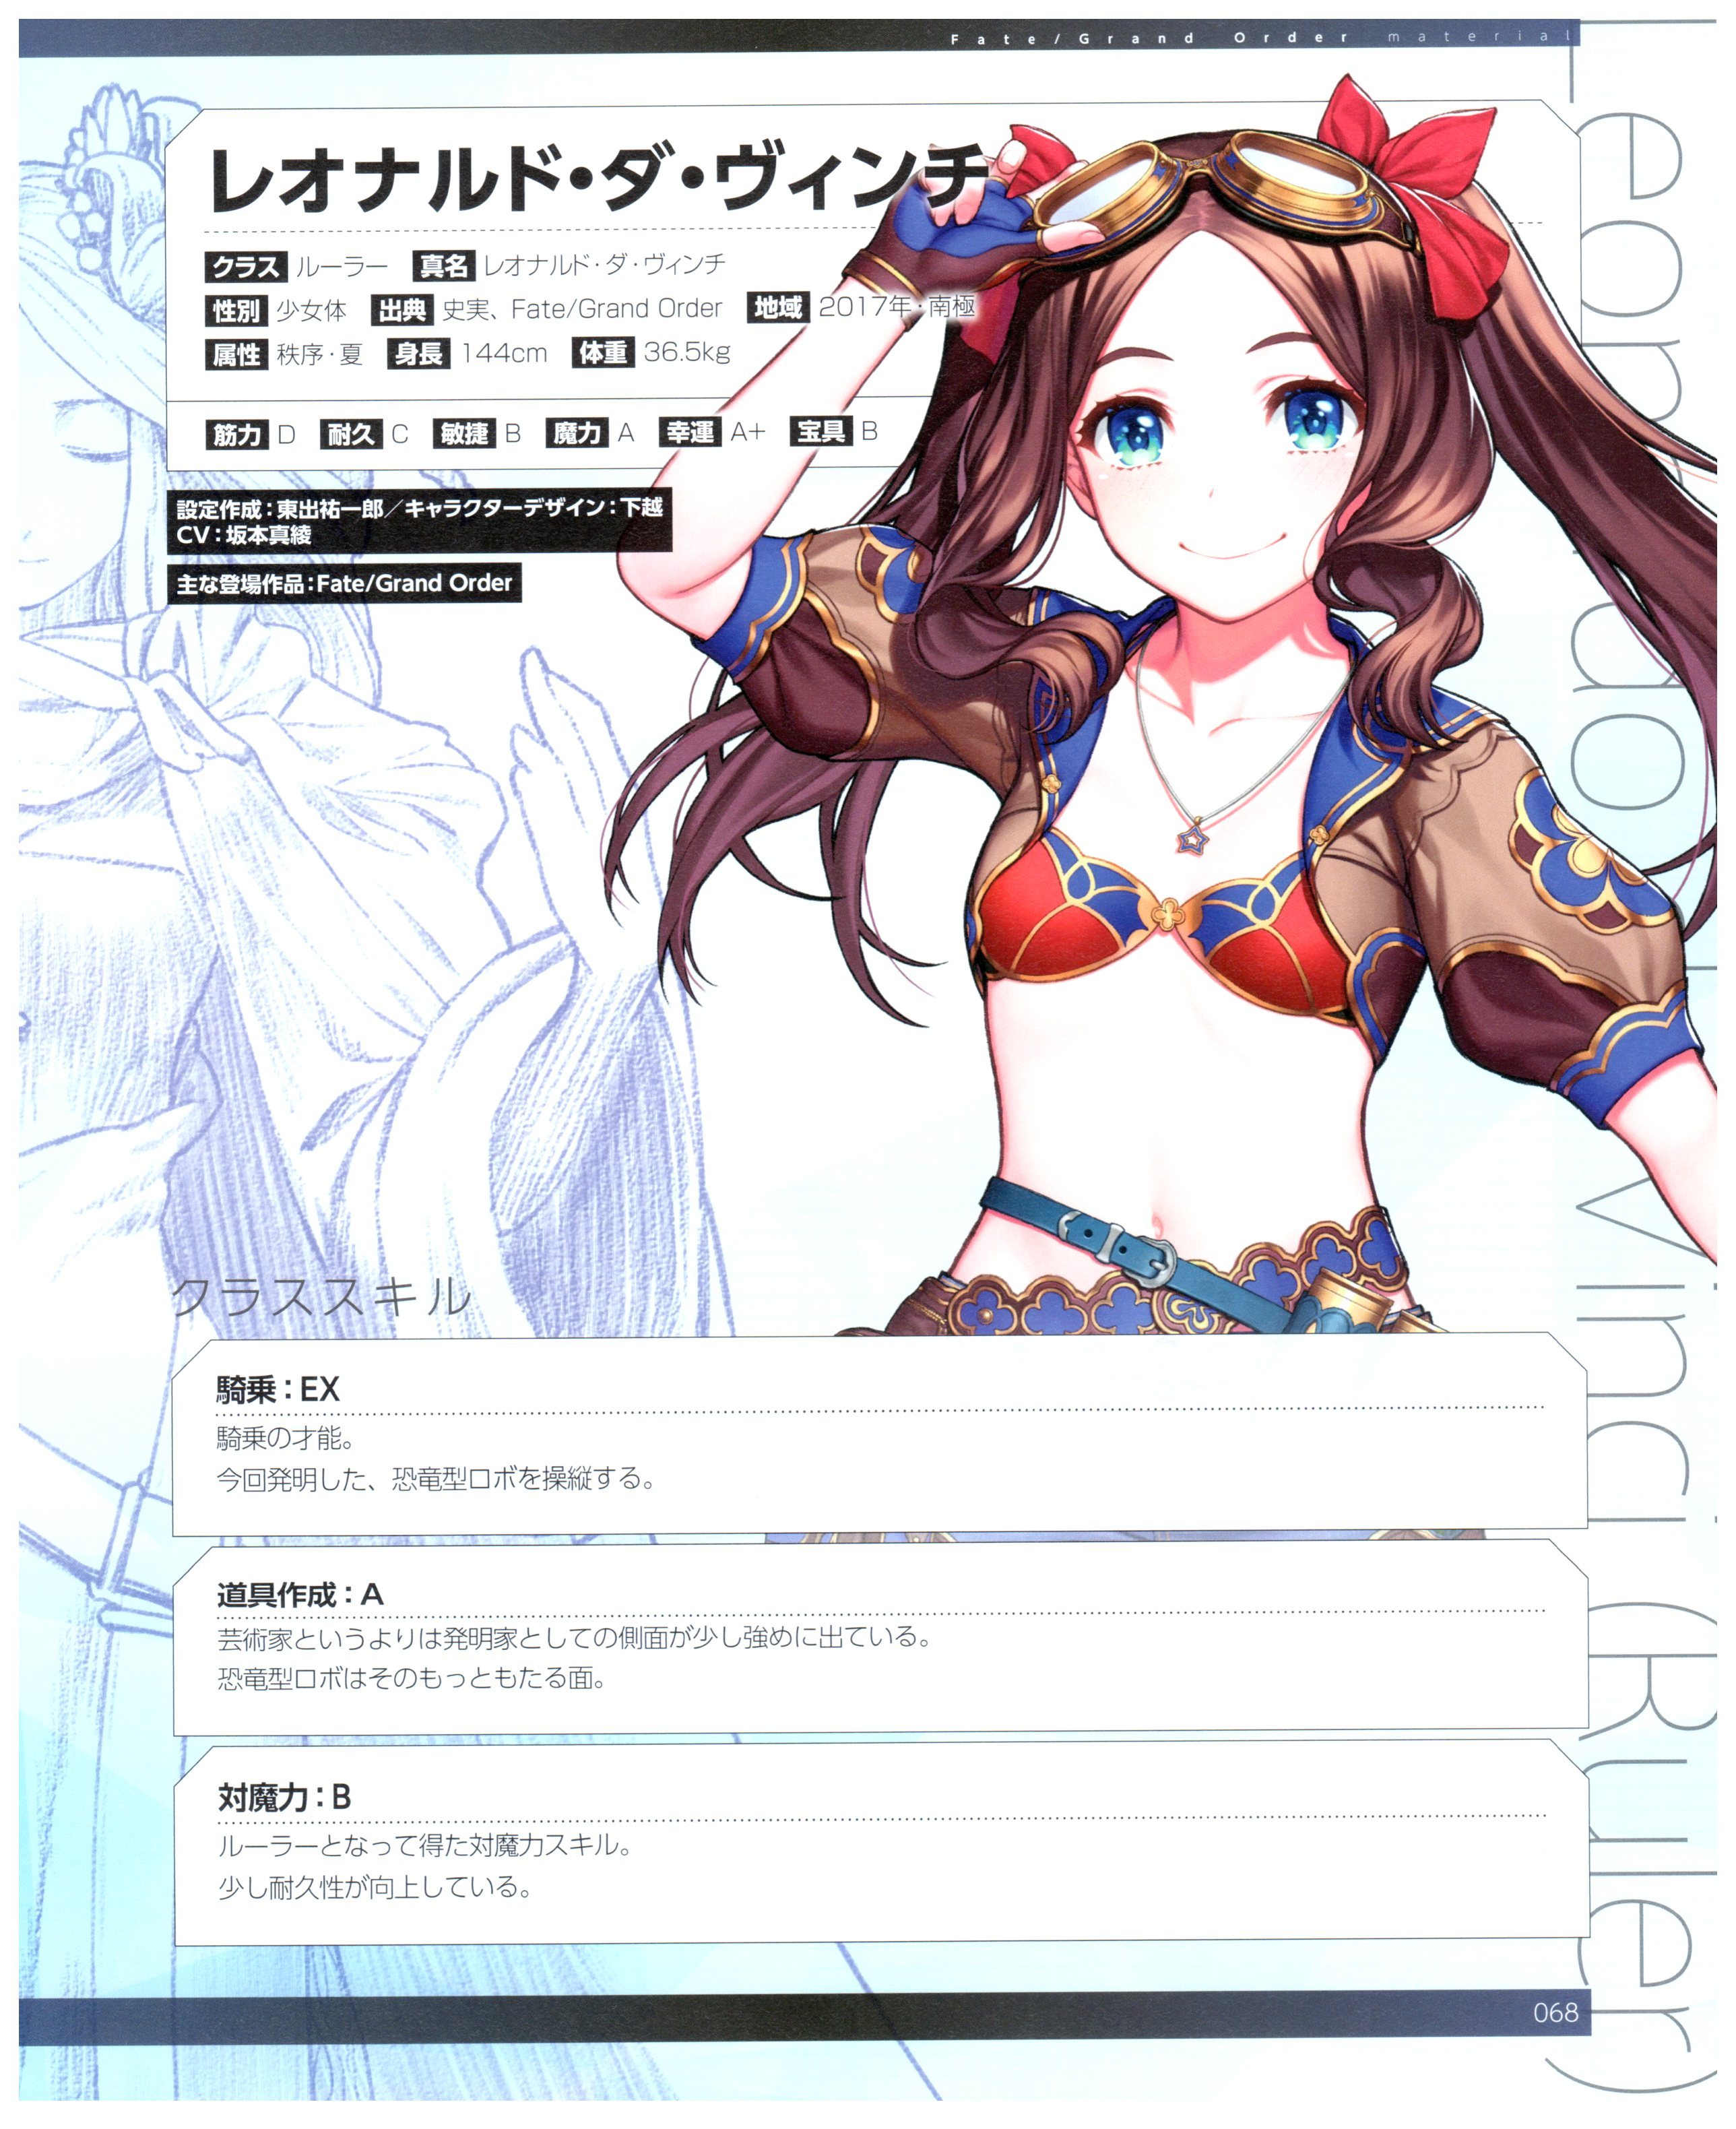 Fate/Grand Order material
レオナルド・ダ・ヴィンチ
クラス ルーラー 真名 レオナルド・ダ・ヴィンチ
性別 少女体 出典 史実、Fate/Grand Order 地域 2017年・南極
属性 秩序・夏 身長 144cm 体重 36.5kg
筋力 D 耐久 C 敏捷 B 魔力 A 幸運 A+ 宝具 B
設定作成:東出祐一郎/キャラクターデザイン:下越
CV:坂本真綾
主な登場作品:Fate/Grand Order
クラススキル
騎乗:EX
騎乗の才能。
今回発明した、恐竜型ロボを操縦する。
道具作成:A
芸術家というよりは発明家としての側面が少し強めに出ている。
恐竜型ロボはそのもっともたる面。
対魔力:B
ルーラーとなって得た対魔力スキル。
少し耐久性が向上している。
068